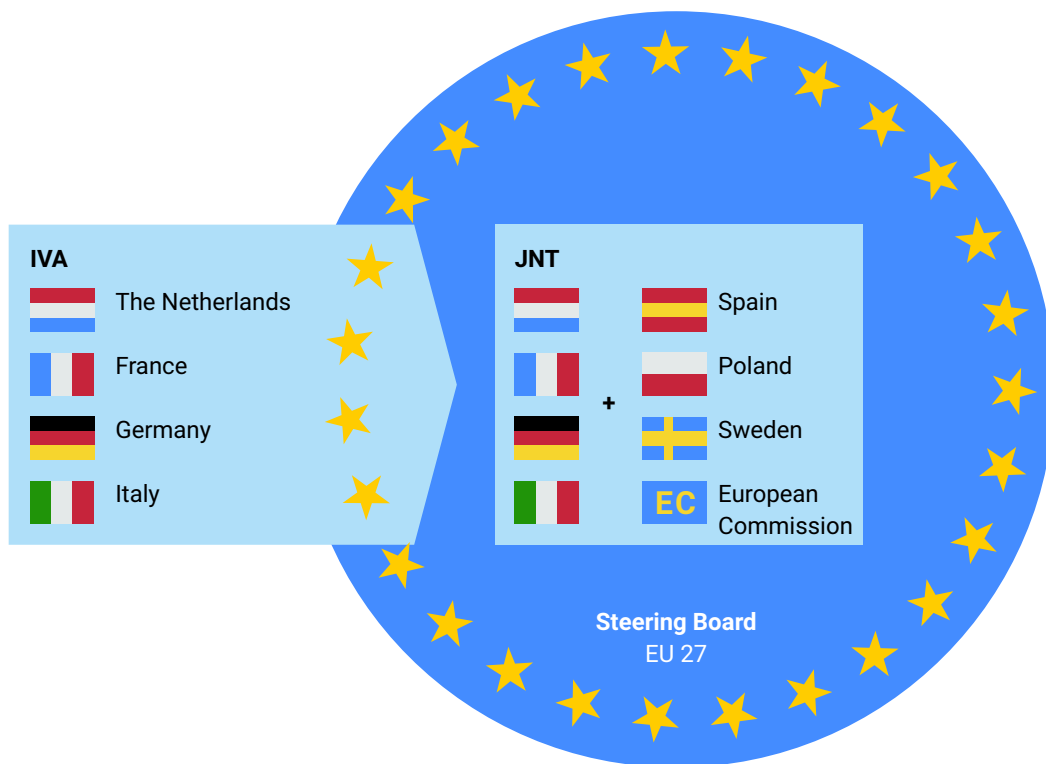 IVA
The Netherlands
France
Germany
Italy
JNT
+
Spain
Poland
Sweden
EC
European
Commission
Steering Board
EU 27